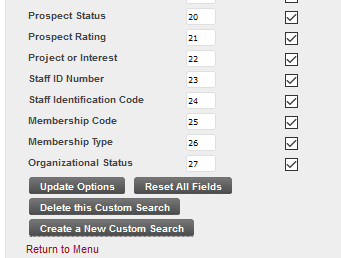 Prospect Status 20
Prospect Rating 21
Project or Interest 22
Staff ID Number 23
Staff Identification Code 24
Membership Code 25
Membership Type 26
Organizational Status 27
Update Options Reset All Fields
Delete this Custom Search
Create a New Custom Search
Return to Menu